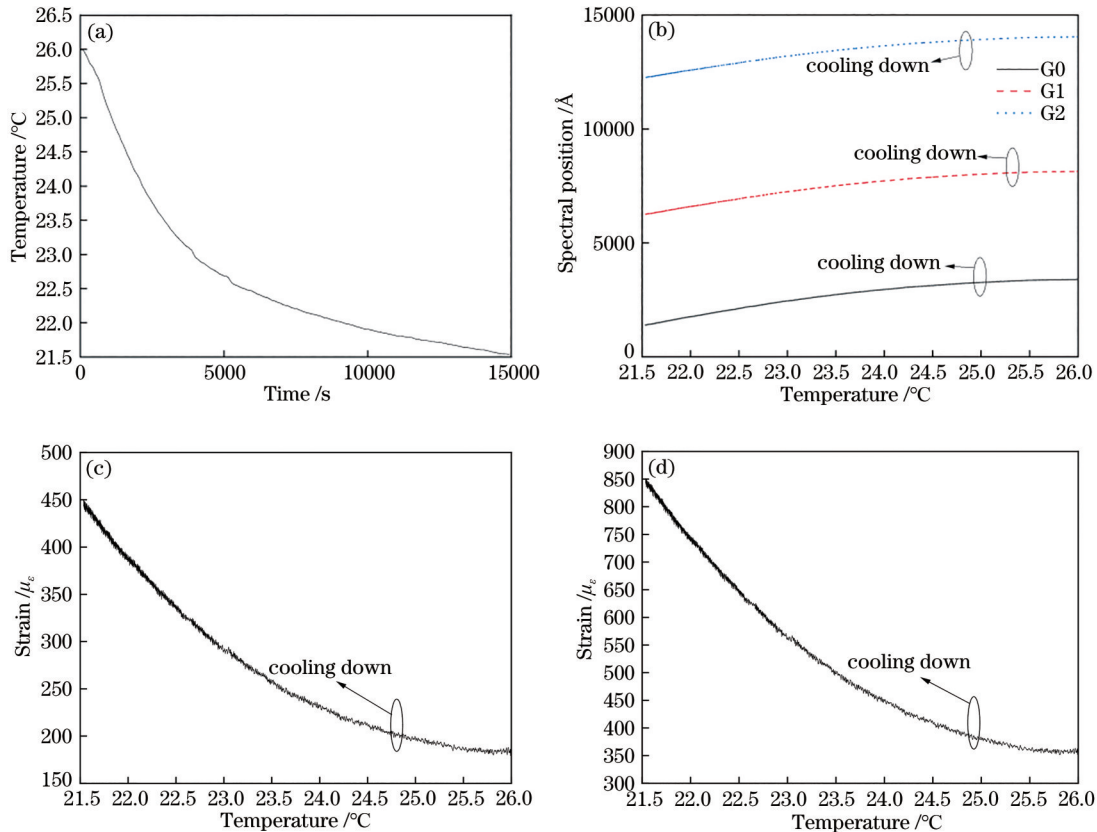 (a)
26.5
26.0
25.5
25.0
24.5
24.0
23.5
23.0
22.5
22.0
21.5
Temperature /°C
0
5000
10000
15000
Time /s
(b)
15000
10000
5000
0
Spectral position /Å
cooling down
G0
G1
G2
cooling down
cooling down
21.5 22.0 22.5 23.0 23.5 24.0 24.5 25.0 25.5 26.0
Temperature /°C
(c)
500
450
400
350
300
250
200
150
Strain /με
cooling down
21.5 22.0 22.5 23.0 23.5 24.0 24.5 25.0 25.5 26.0
Temperature /°C
(d)
900
850
800
750
700
650
600
550
500
450
400
350
300
Strain /με
cooling down
21.5 22.0 22.5 23.0 23.5 24.0 24.5 25.0 25.5 26.0
Temperature /°C